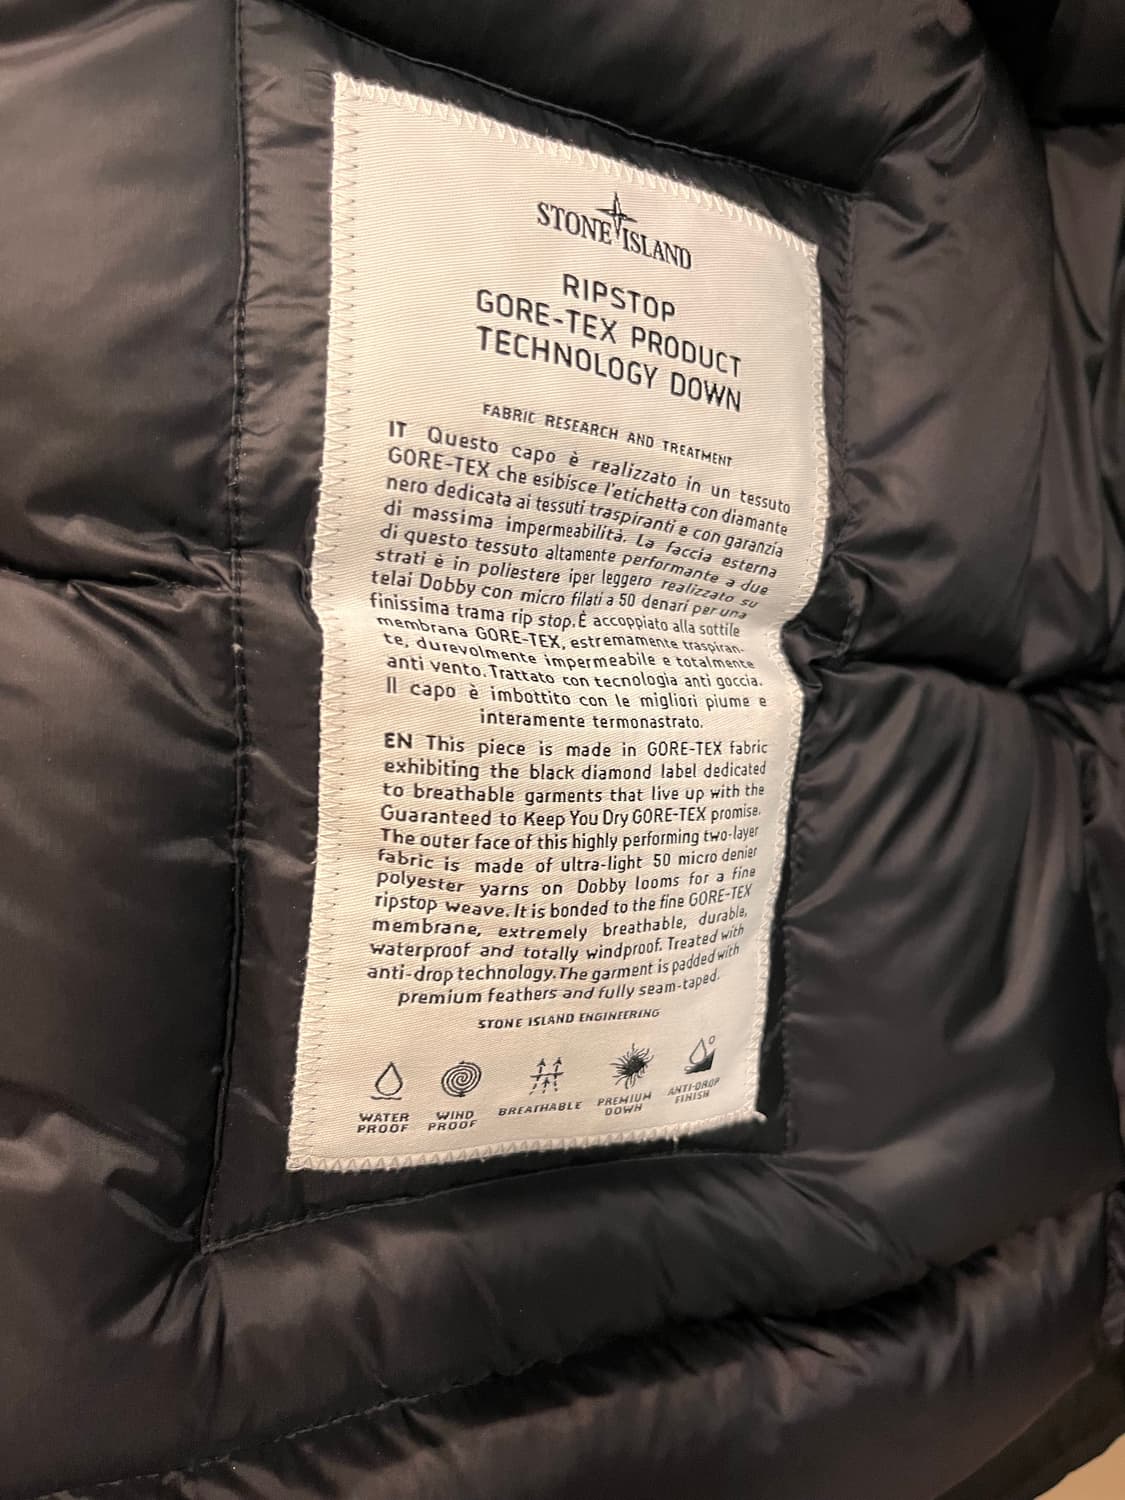 STONE ISLAND
RIPSTOP
GORE-TEX PRODUCT
TECHNOLOGY DOWN
FABRIC RESEARCH AND TREATMENT
IT Questo capo è realizzato in un tessuto
GORE-TEX che esibisce l'etichetta con diamante
nero dedicata ai tessuti traspiranti e con garanzia
di massima impermeabilità. La faccia esterna
di questo tessuto altamente performante a due
strati è in poliestere iper leggero realizzato su
telai Dobby con micro filati a 50 denari per una
finissima trama rip stop. È accoppiato alla sottile
membrana GORE-TEX, estremamente traspiran-
te, durevolmente impermeabile e totalmente
anti vento. Trattato con tecnologia anti goccia.
Il capo è imbottito con le migliori piume e
interamente termonastrato.
EN This piece is made in GORE-TEX fabric
exhibiting the black diamond label dedicated
to breathable garments that live up with the
Guaranteed to Keep You Dry GORE-TEX promise.
The outer face of this highly performing two-layer
fabric is made of ultra-light 50 micro denier
polyester yarns on Dobby looms for a fine
ripstop weave. It is bonded to the fine GORE-TEX
membrane, extremely breathable, durable,
waterproof and totally windproof. Treated with
anti-drop technology. The garment is padded with
premium feathers and fully seam-taped.
STONE ISLAND ENGINEERING
WATER PROOF
WIND PROOF
BREATHABLE
PREMIUM DOWN
ANTI-DROP FINISH